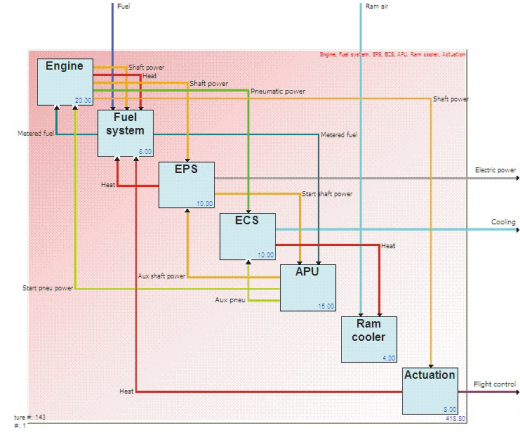 Fuel
Ram air
Engine, Fuel system, EPS, ECS, APU, Ram cooler, Actuation
Engine
20.00
Shaft power
Heat
Shaft power
Pneumatic power
Shaft power
Fuel
system
5.00
Metered fuel
Metered fuel
EPS
10.00
Electric power
Heat
Start shaft power
ECS
10.00
Cooling
Heat
APU
15.00
Aux shaft power
Start pneu power
Aux pneu
Ram
cooler
4.00
Actuation
8.00
Heat
Flight control
ture #: 143
#: 1